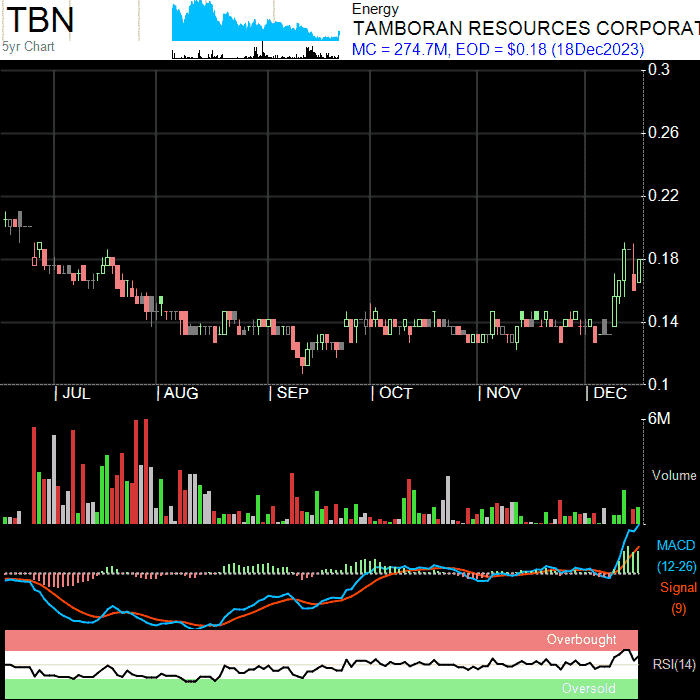 TBN
5yr Chart
Energy
TAMBORAN RESOURCES CORPORAT
MC = 274.7M, EOD = $0.18 (18Dec2023)
0.3
0.26
0.22
0.18
0.14
0.1
JUL AUG SEP OCT NOV DEC
6M
Volume
MACD
(12-26)
Signal
(9)
Overbought
RSI(14)
Oversold